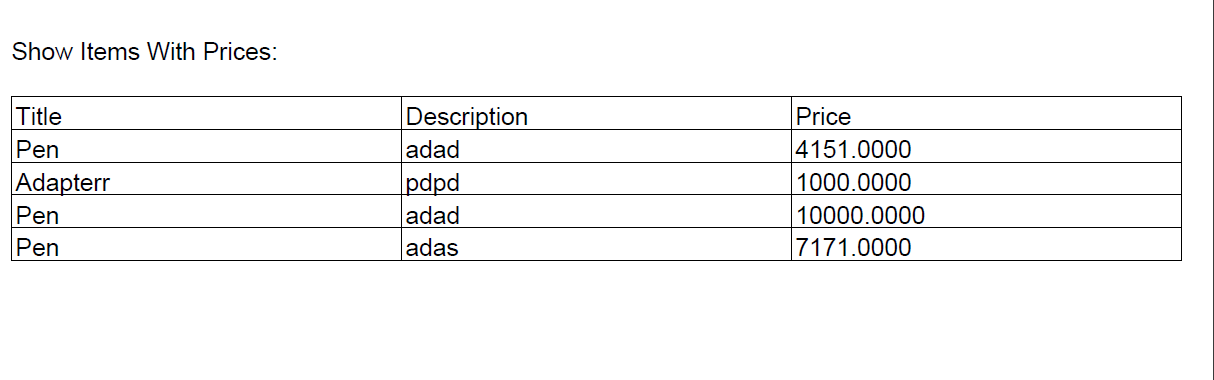 Show Items With Prices:
Title Description Price
Pen adad 4151.0000
Adapterr pdpd 1000.0000
Pen adad 10000.0000
Pen adas 7171.0000